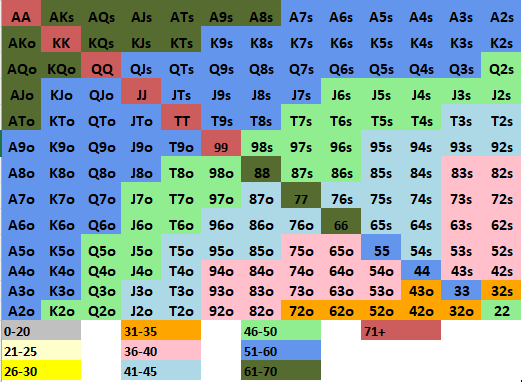 AA AKs AQs AJs ATs A9s A8s A7s A6s A5s A4s A3s A2s
AKo KK KQs KJs KTs K9s K8s K7s K6s K5s K4s K3s K2s
AQo KQo QQ QJs QTs Q9s Q8s Q7s Q6s Q5s Q4s Q3s Q2s
AJo KJo QJo JJ JTs J9s J8s J7s J6s J5s J4s J3s J2s
ATo KTo QTo JTo TT T9s T8s T7s T6s T5s T4s T3s T2s
A9o K9o Q9o J9o T9o 99 98s 97s 96s 95s 94s 93s 92s
A8o K8o Q8o J8o T8o 98o 88 87s 86s 85s 84s 83s 82s
A7o K7o Q7o J7o T7o 97o 87o 77 76s 75s 74s 73s 72s
A6o K6o Q6o J6o T6o 96o 86o 76o 66 65s 64s 63s 62s
A5o K5o Q5o J5o T5o 95o 85o 75o 65o 55 54s 53s 52s
A4o K4o Q4o J4o T4o 94o 84o 74o 64o 54o 44 43s 42s
A3o K3o Q3o J3o T3o 93o 83o 73o 63o 53o 43o 33 32s
A2o K2o Q2o J2o T2o 92o 82o 72o 62o 52o 42o 32o 22
0-20 31-35 46-50 71+
21-25 36-40 51-60
26-30 41-45 61-70